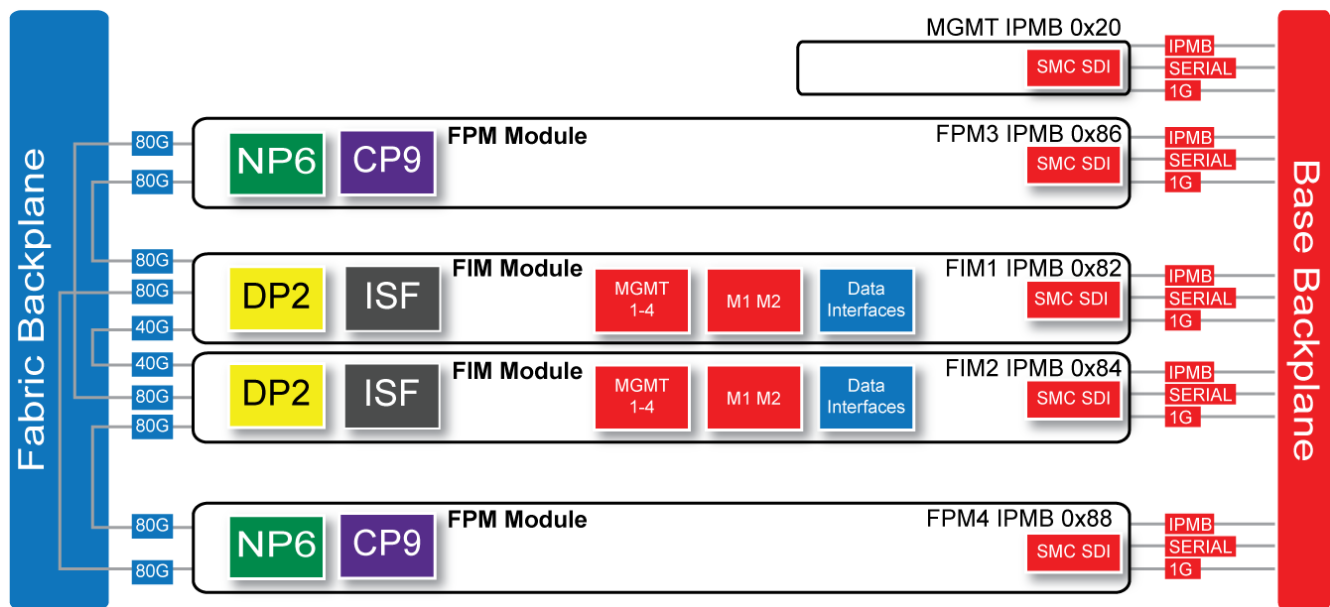 Fabric Backplane
MGMT IPMB 0x20
SMC SDI
IPMB
SERIAL
1G
80G
80G
FPM Module
NP6
CP9
FPM3 IPMB 0x86
SMC SDI
IPMB
SERIAL
1G
80G
80G
40G
FIM Module
DP2
ISF
MGMT
1-4
M1 M2
Data
Interfaces
FIM1 IPMB 0x82
SMC SDI
IPMB
SERIAL
1G
40G
80G
80G
FIM Module
DP2
ISF
MGMT
1-4
M1 M2
Data
Interfaces
FIM2 IPMB 0x84
SMC SDI
IPMB
SERIAL
1G
80G
80G
FPM Module
NP6
CP9
FPM4 IPMB 0x88
SMC SDI
IPMB
SERIAL
1G
Base Backplane